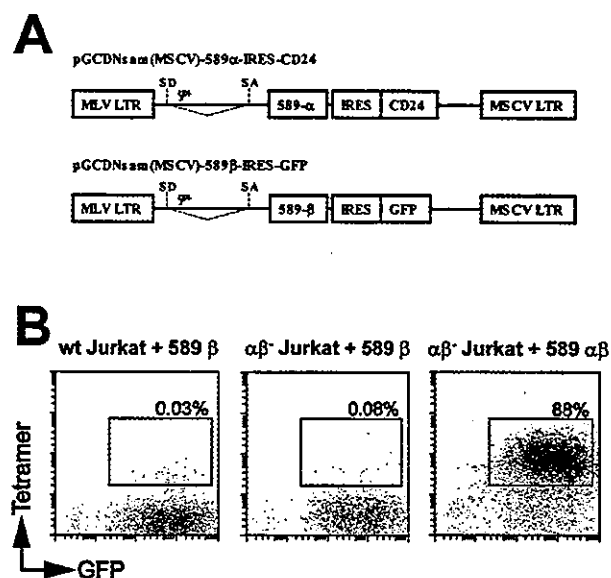 A
pGCDNsam(MSCV)-589α-IRES-CD24
SD φ+ SA
MLV LTR 589-α IRES CD24 MSCV LTR
pGCDNsam(MSCV)-589β-IRES-GFP
SD φ+ SA
MLV LTR 589-β IRES GFP MSCV LTR
B
wt Jurkat + 589 β αβ- Jurkat + 589 β αβ- Jurkat + 589 αβ
0.03% 0.08% 88%
Tetramer
GFP